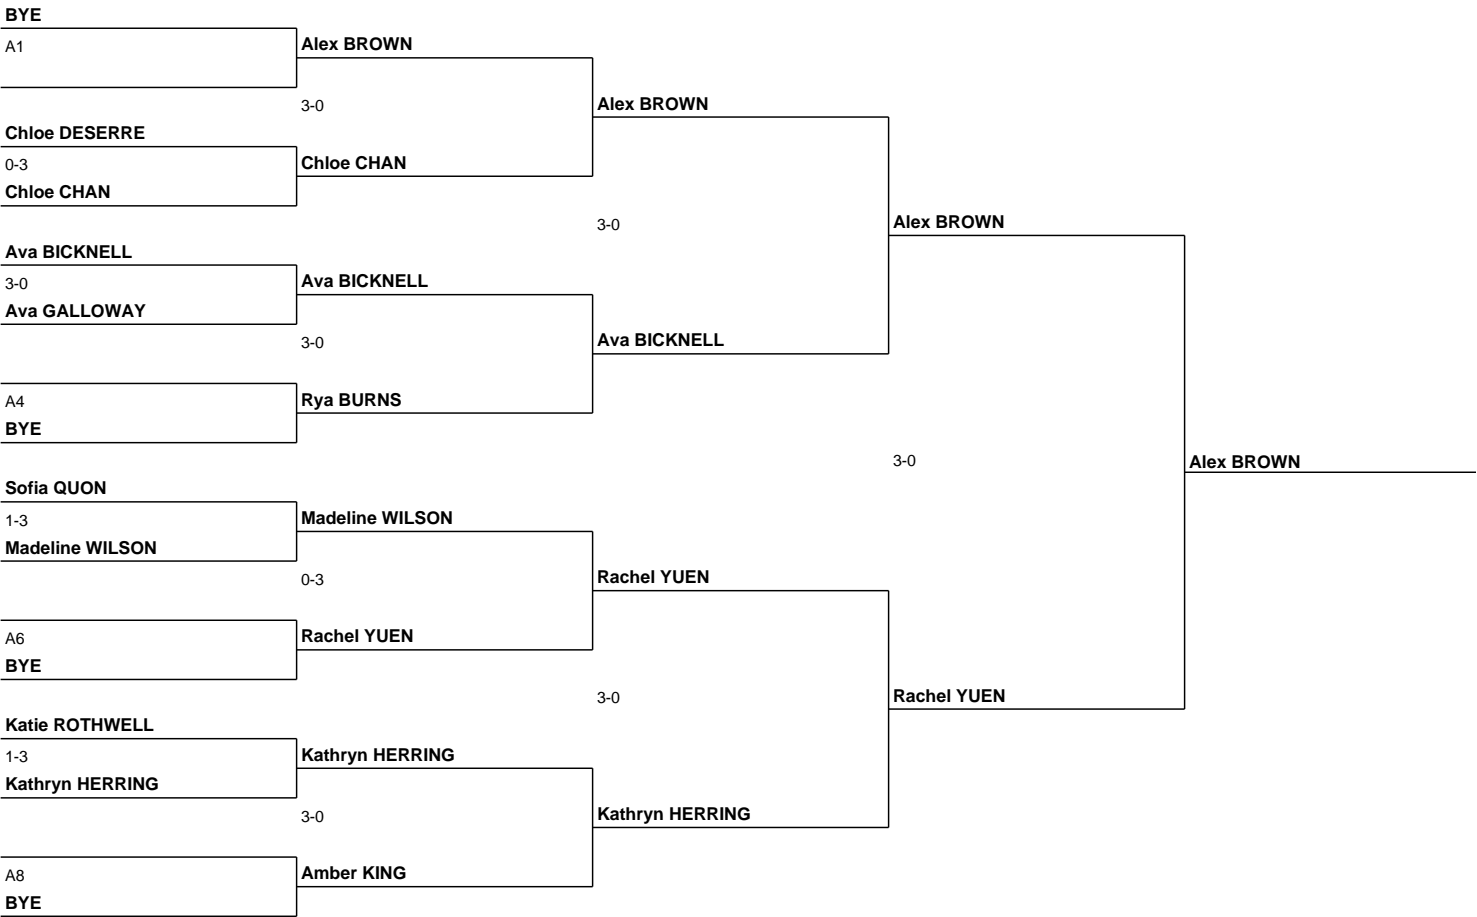 BYE
A1
Alex BROWN
3-0
Alex BROWN
Chloe DESERRE
0-3
Chloe CHAN
Chloe CHAN
3-0
Alex BROWN
Ava BICKNELL
3-0
Ava BICKNELL
Ava GALLOWAY
3-0
Ava BICKNELL
A4
Rya BURNS
BYE
3-0
Alex BROWN
Sofia QUON
1-3
Madeline WILSON
Madeline WILSON
0-3
Rachel YUEN
A6
Rachel YUEN
BYE
3-0
Rachel YUEN
Katie ROTHWELL
1-3
Kathryn HERRING
Kathryn HERRING
3-0
Kathryn HERRING
A8
Amber KING
BYE